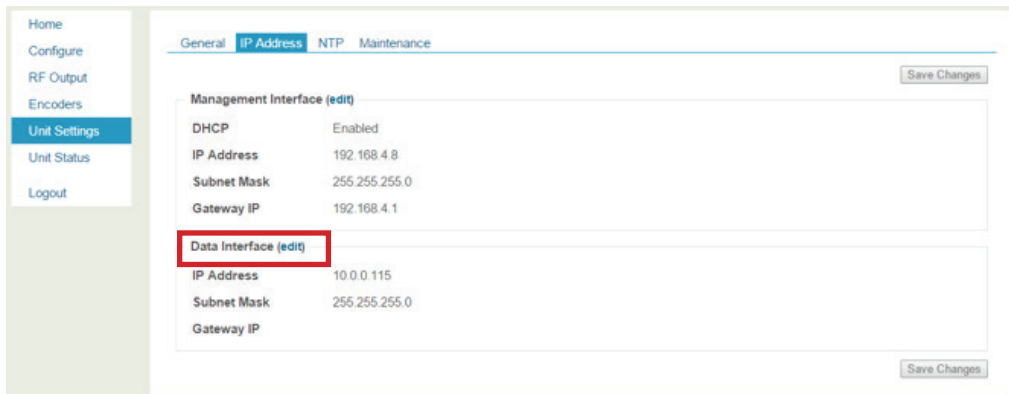 Home
Configure
RF Output
Encoders
Unit Settings
Unit Status
Logout
General IP Address NTP Maintenance
Save Changes
Management Interface (edit)
DHCP Enabled
IP Address 192.168.4.8
Subnet Mask 255.255.255.0
Gateway IP 192.168.4.1
Data Interface (edit)
IP Address 10.0.0.115
Subnet Mask 255.255.255.0
Gateway IP
Save Changes